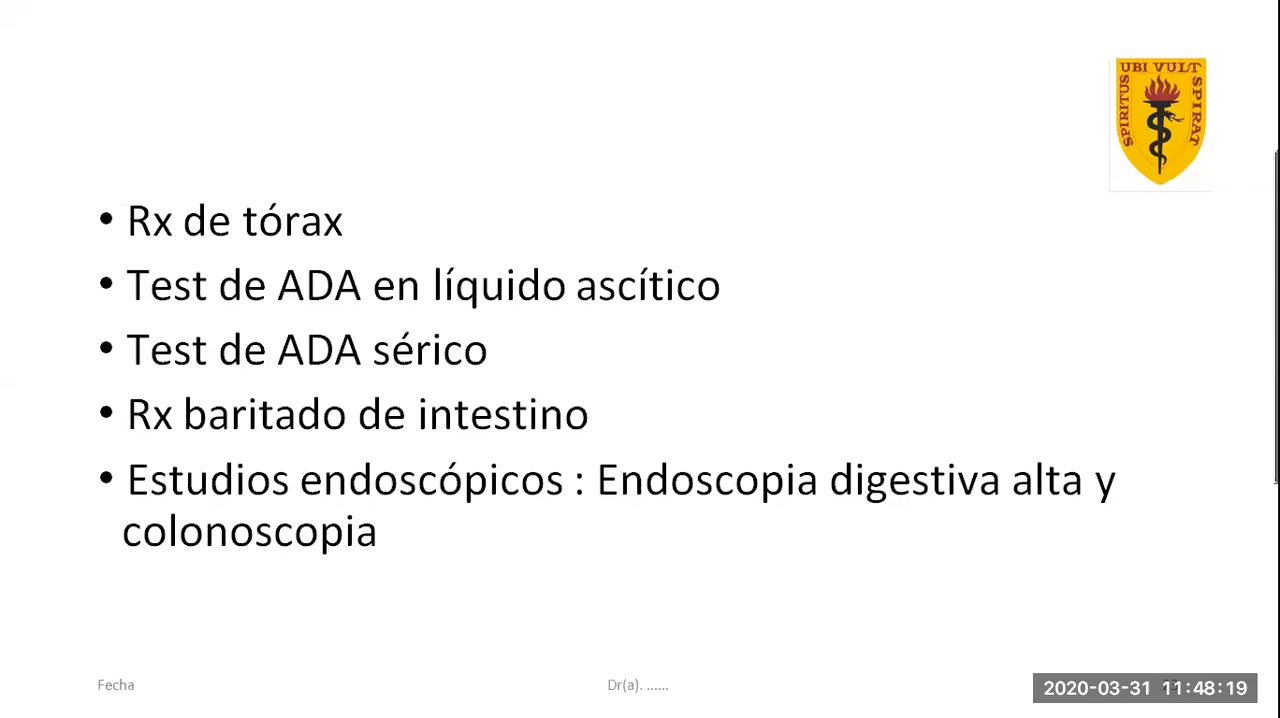 SPIRITUS UBI VULT SPIRAT
• Rx de tórax
• Test de ADA en líquido ascítico
• Test de ADA sérico
• Rx baritado de intestino
• Estudios endoscópicos : Endoscopia digestiva alta y
colonoscopia
Fecha
Dr(a). ......
2020-03-31 11:48:19